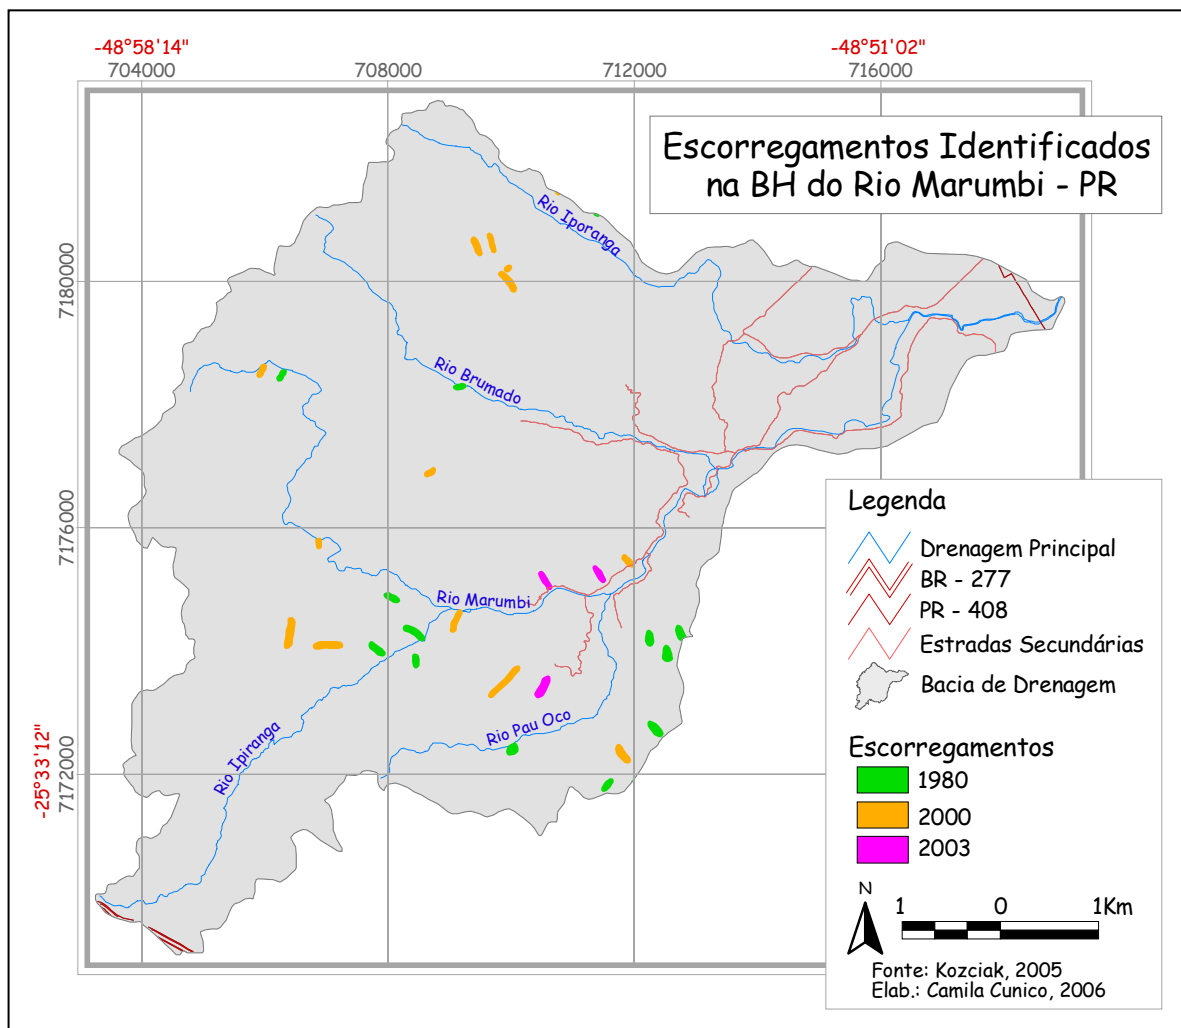 -48°58'14"
-48°51'02"
704000
708000
712000
716000
Escorregamentos Identificados
na BH do Rio Marumbi - PR
Rio Iporanga
7180000
Rio Brumado
7176000
Rio Marumbi
Rio Pau Oco
Rio Ipiranga
-25°33'12"
7172000
Legenda
Drenagem Principal
BR - 277
PR - 408
Estradas Secundárias
Bacia de Drenagem
Escorregamentos
1980
2000
2003
N
1 0 1Km
Fonte: Kozciak, 2005
Elab.: Camila Cunico, 2006